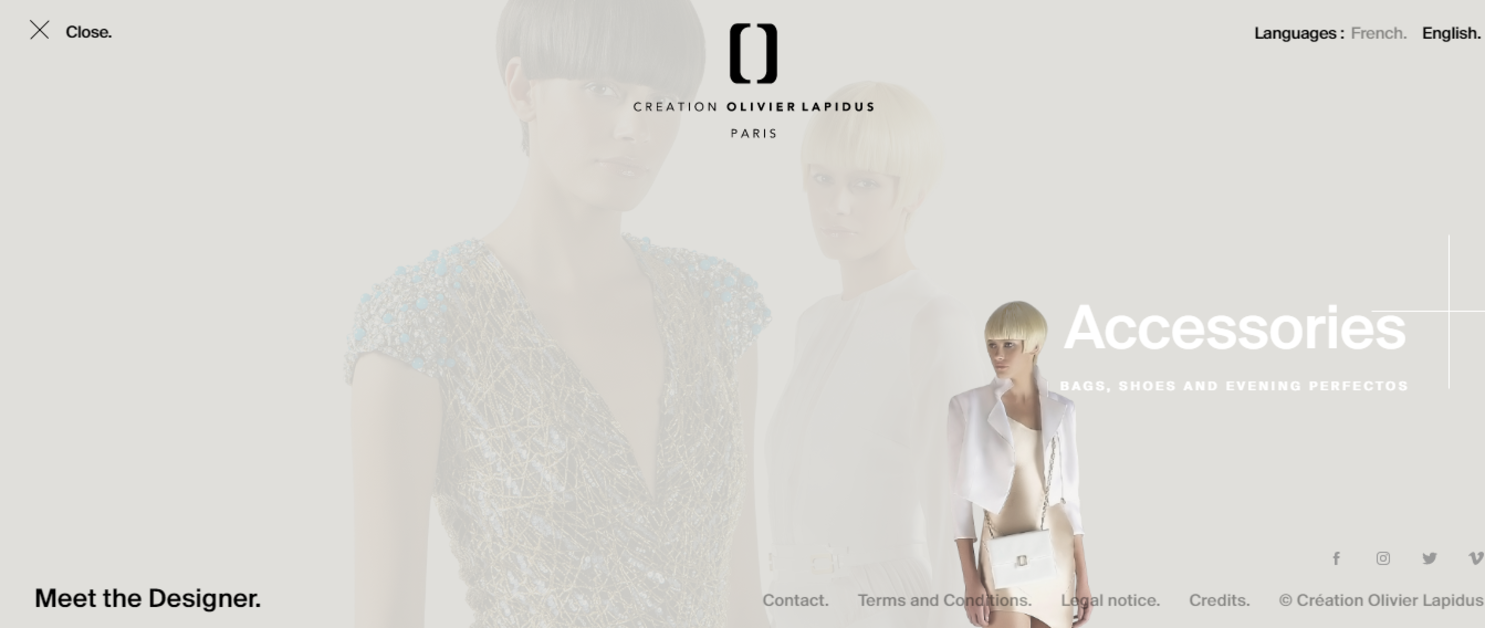 Close.
Languages : French. English.
CREATION OLIVIER LAPIDUS
PARIS
Accessories
BAGS, SHOES AND EVENING PERFECTOS
Meet the Designer.
Contact. Terms and Conditions. Legal notice. Credits. © Création Olivier Lapidus